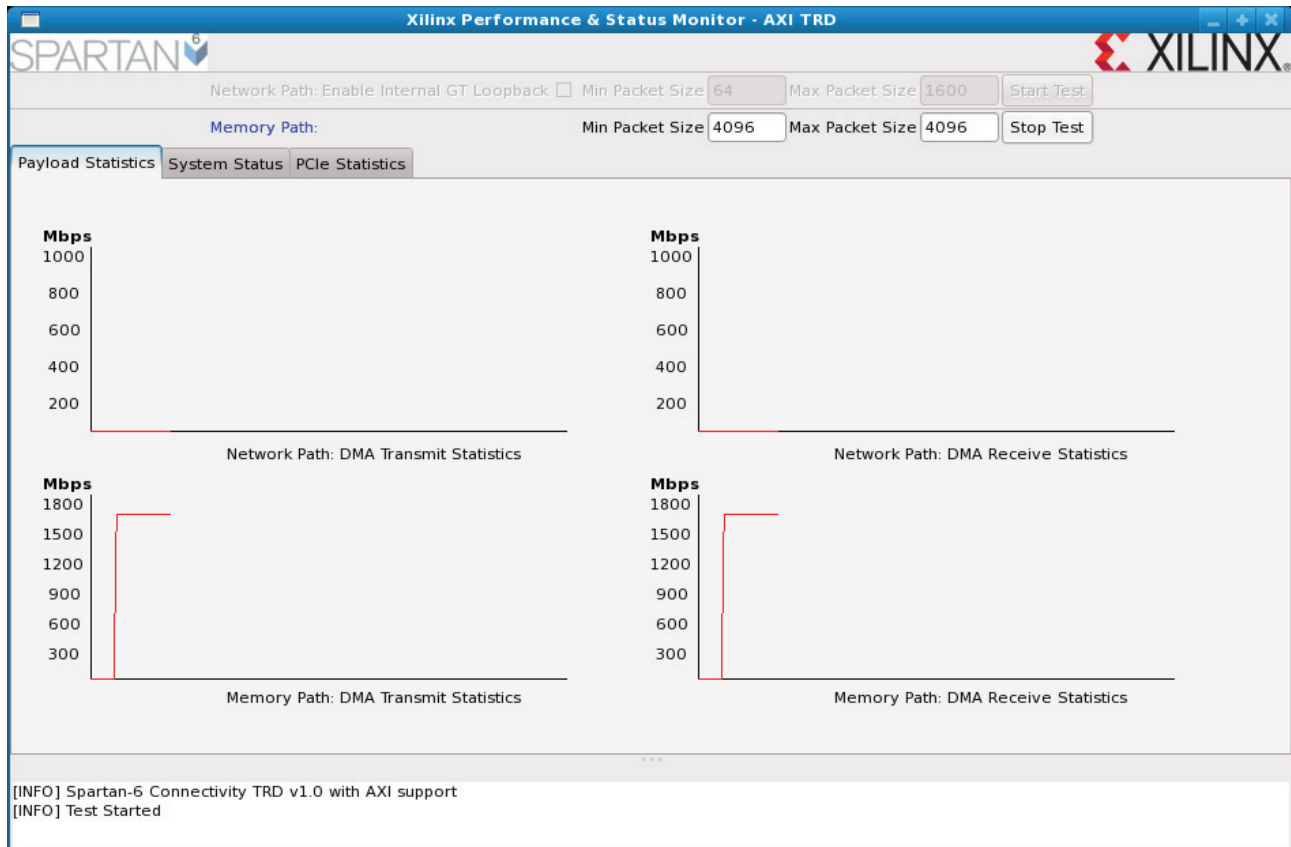 Xilinx Performance & Status Monitor - AXI TRD
SPARTAN 6
XILINX®
Network Path: Enable Internal GT Loopback Min Packet Size 64 Max Packet Size 1600 Start Test
Memory Path: Min Packet Size 4096 Max Packet Size 4096 Stop Test
Payload Statistics System Status PCIe Statistics
Mbps
1000
800
600
400
200
Network Path: DMA Transmit Statistics
Mbps
1000
800
600
400
200
Network Path: DMA Receive Statistics
Mbps
1800
1500
1200
900
600
300
Memory Path: DMA Transmit Statistics
Mbps
1800
1500
1200
900
600
300
Memory Path: DMA Receive Statistics
[INFO] Spartan-6 Connectivity TRD v1.0 with AXI support
[INFO] Test Started